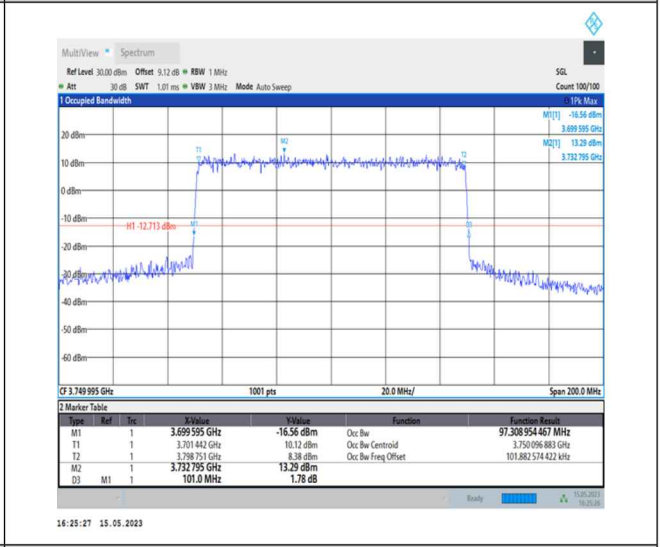 MultiView Spectrum
Ref Level 30.00 dBm Offset 9.12 dB RBW 1 MHz SGL
Att 30 dB SWT 1.01 ms VBW 3 MHz Mode Auto Sweep Count 100/100
1 Occupied Bandwidth 1Pk Max
M1[1] -16.56 dBm
3.699 595 GHz
M2[1] 13.29 dBm
3.732 795 GHz
20 dBm
T1 M2 T2
10 dBm
0 dBm
-10 dBm
H1 -12.713 dBm M1 D3
-20 dBm
-30 dBm
-40 dBm
-50 dBm
-60 dBm
CF 3.749 995 GHz 1001 pts 20.0 MHz/ Span 200.0 MHz
2 Marker Table
Type Ref Trc X-Value Y-Value Function Function Result
M1 1 3.699 595 GHz -16.56 dBm Occ Bw 97.308 954 467 MHz
T1 1 3.701 442 GHz 10.12 dBm Occ Bw Centroid 3.750 096 883 GHz
T2 1 3.798 751 GHz 8.38 dBm Occ Bw Freq Offset 101.882 574 422 kHz
M2 1 3.732 795 GHz 13.29 dBm
D3 M1 1 101.0 MHz 1.78 dB
Ready 15.05.2023
16:25:26
16:25:27 15.05.2023